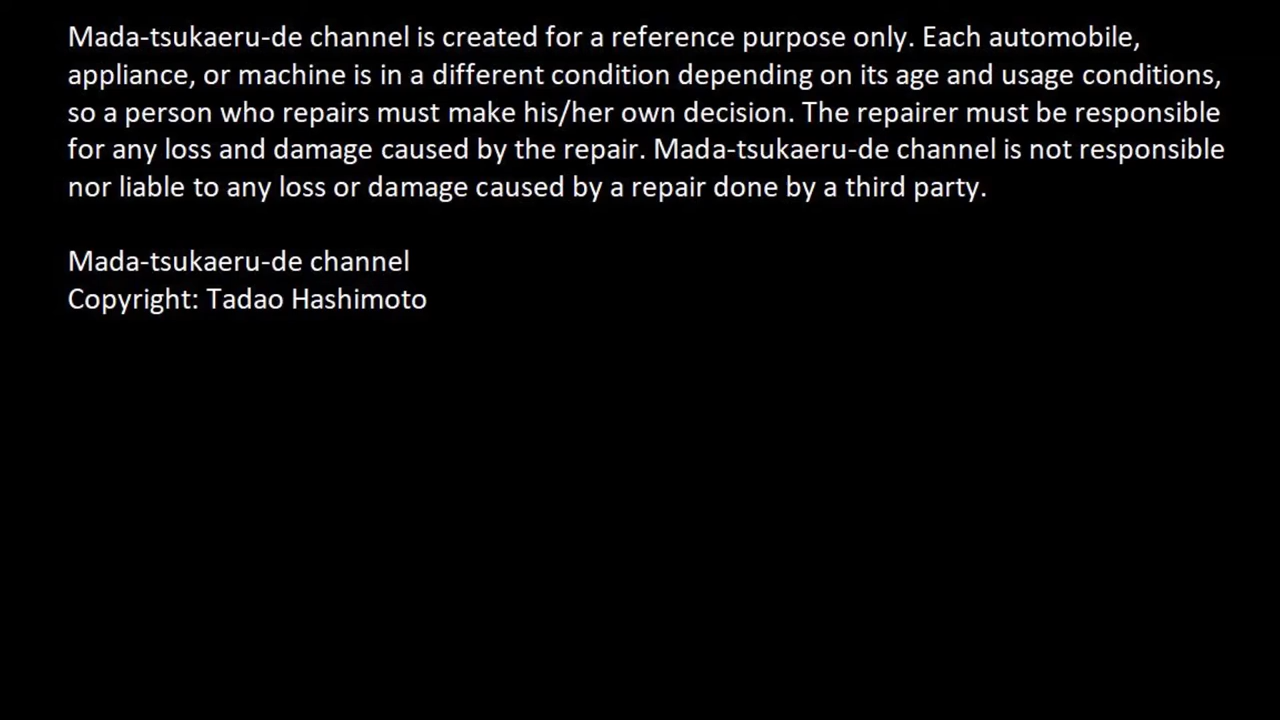 Mada-tsukaeru-de channel is created for a reference purpose only. Each automobile,
appliance, or machine is in a different condition depending on its age and usage conditions,
so a person who repairs must make his/her own decision. The repairer must be responsible
for any loss and damage caused by the repair. Mada-tsukaeru-de channel is not responsible
nor liable to any loss or damage caused by a repair done by a third party.
Mada-tsukaeru-de channel
Copyright: Tadao Hashimoto